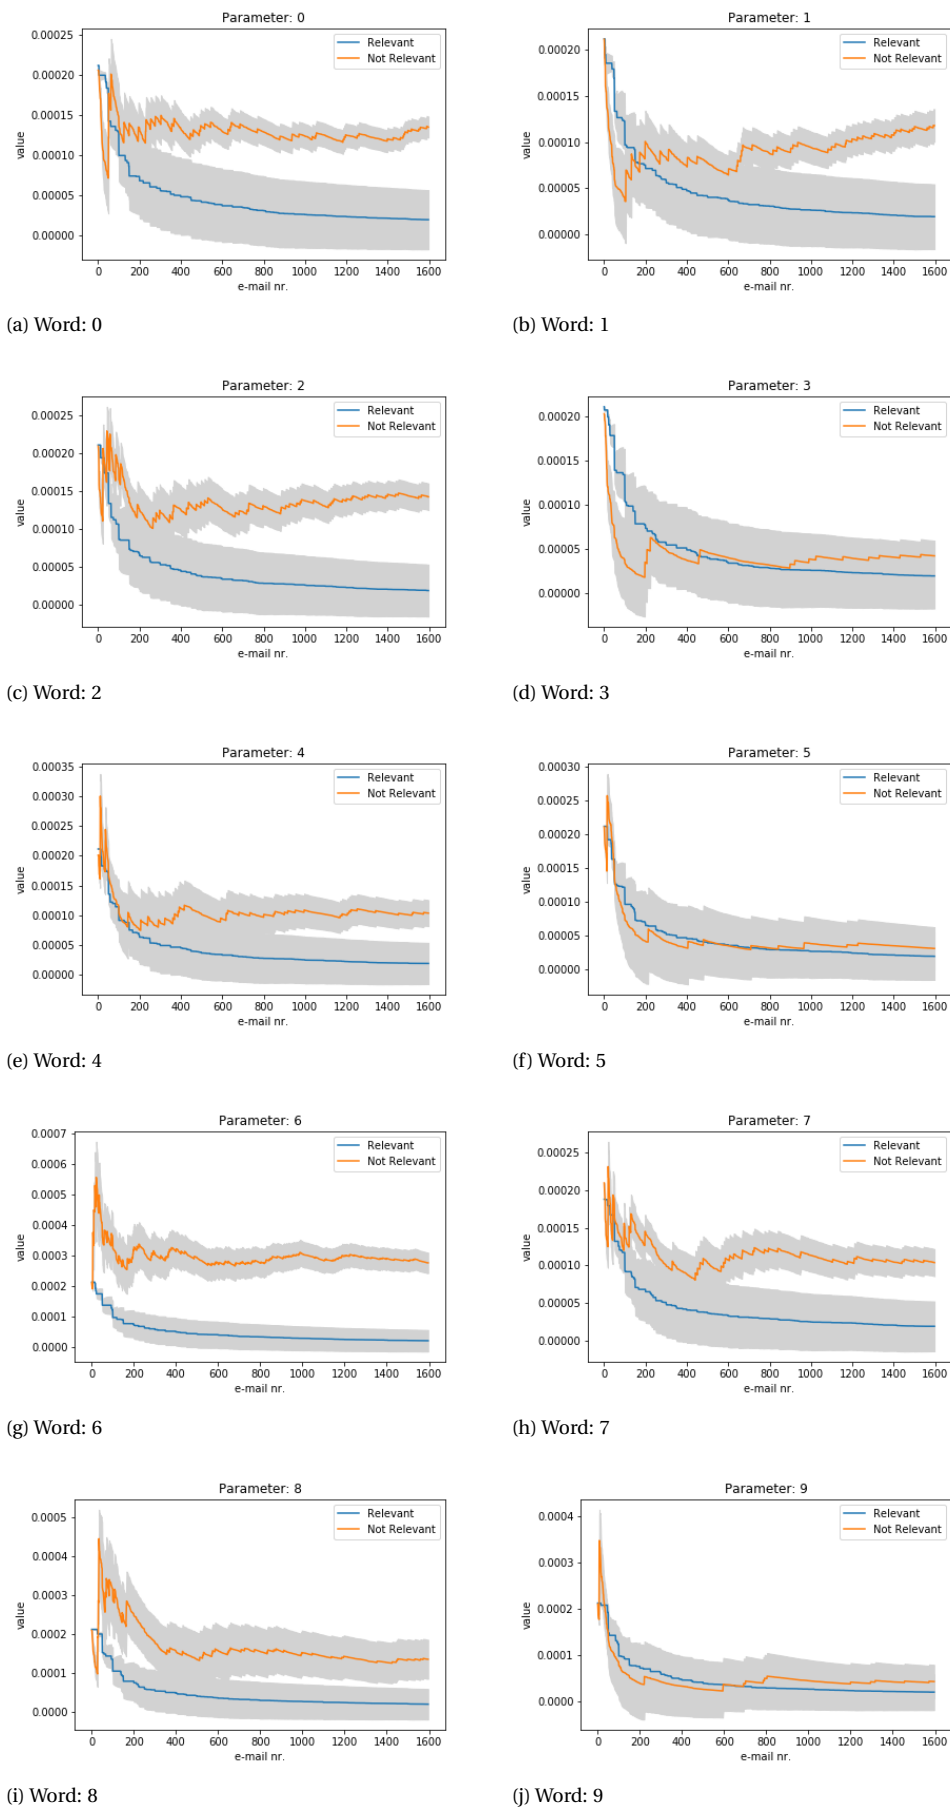 Parameter: 0
0.00025
0.00020
0.00015
0.00010
0.00005
0.00000
value
Relevant
Not Relevant
0 200 400 600 800 1000 1200 1400 1600
e-mail nr.
(a) Word: 0
Parameter: 1
0.00020
0.00015
0.00010
0.00005
0.00000
value
Relevant
Not Relevant
0 200 400 600 800 1000 1200 1400 1600
e-mail nr.
(b) Word: 1
Parameter: 2
0.00025
0.00020
0.00015
0.00010
0.00005
0.00000
value
Relevant
Not Relevant
0 200 400 600 800 1000 1200 1400 1600
e-mail nr.
(c) Word: 2
Parameter: 3
0.00020
0.00015
0.00010
0.00005
0.00000
value
Relevant
Not Relevant
0 200 400 600 800 1000 1200 1400 1600
e-mail nr.
(d) Word: 3
Parameter: 4
0.00035
0.00030
0.00025
0.00020
0.00015
0.00010
0.00005
0.00000
value
Relevant
Not Relevant
0 200 400 600 800 1000 1200 1400 1600
e-mail nr.
(e) Word: 4
Parameter: 5
0.00030
0.00025
0.00020
0.00015
0.00010
0.00005
0.00000
value
Relevant
Not Relevant
0 200 400 600 800 1000 1200 1400 1600
e-mail nr.
(f) Word: 5
Parameter: 6
0.0007
0.0006
0.0005
0.0004
0.0003
0.0002
0.0001
0.0000
value
Relevant
Not Relevant
0 200 400 600 800 1000 1200 1400 1600
e-mail nr.
(g) Word: 6
Parameter: 7
0.00025
0.00020
0.00015
0.00010
0.00005
0.00000
value
Relevant
Not Relevant
0 200 400 600 800 1000 1200 1400 1600
e-mail nr.
(h) Word: 7
Parameter: 8
0.0005
0.0004
0.0003
0.0002
0.0001
0.0000
value
Relevant
Not Relevant
0 200 400 600 800 1000 1200 1400 1600
e-mail nr.
(i) Word: 8
Parameter: 9
0.0004
0.0003
0.0002
0.0001
0.0000
value
Relevant
Not Relevant
0 200 400 600 800 1000 1200 1400 1600
e-mail nr.
(j) Word: 9